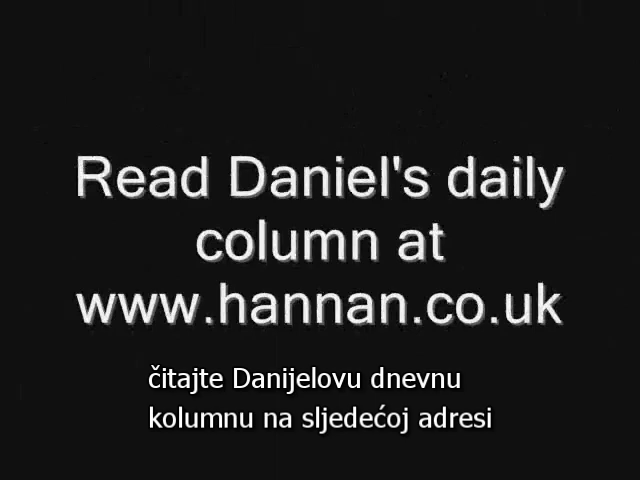 Read Daniel's daily
column at
www.hannan.co.uk
čitajte Danijelovu dnevnu
kolumnu na sljedećoj adresi